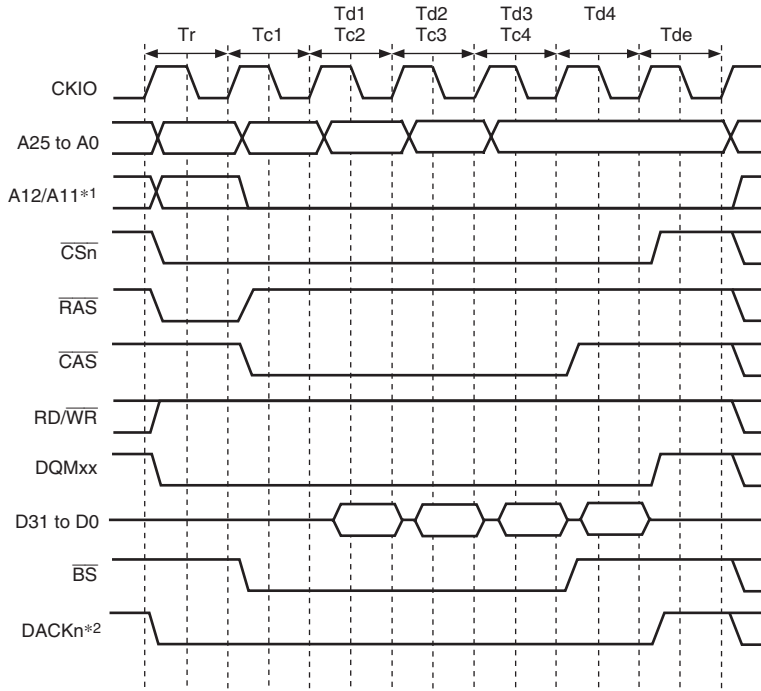 Td1 Td2 Td3 Td4
Tr Tc1 Tc2 Tc3 Tc4 Tde
CKIO
A25 to A0
A12/A11*1
CSn
RAS
CAS
RD/WR
DQMxx
D31 to D0
BS
DACKn*2